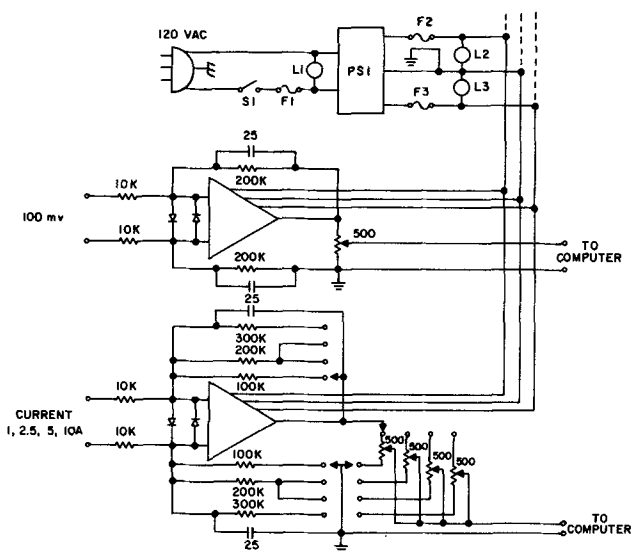 120 VAC
S1
F1
L1
PS1
F2
L2
L3
F3
25
200K
10K
100 mv
10K
500
TO
COMPUTER
200K
25
25
300K
200K
100K
10K
CURRENT
1, 2.5, 5, 10A
10K
500
500
500
500
100K
200K
300K
25
TO
COMPUTER